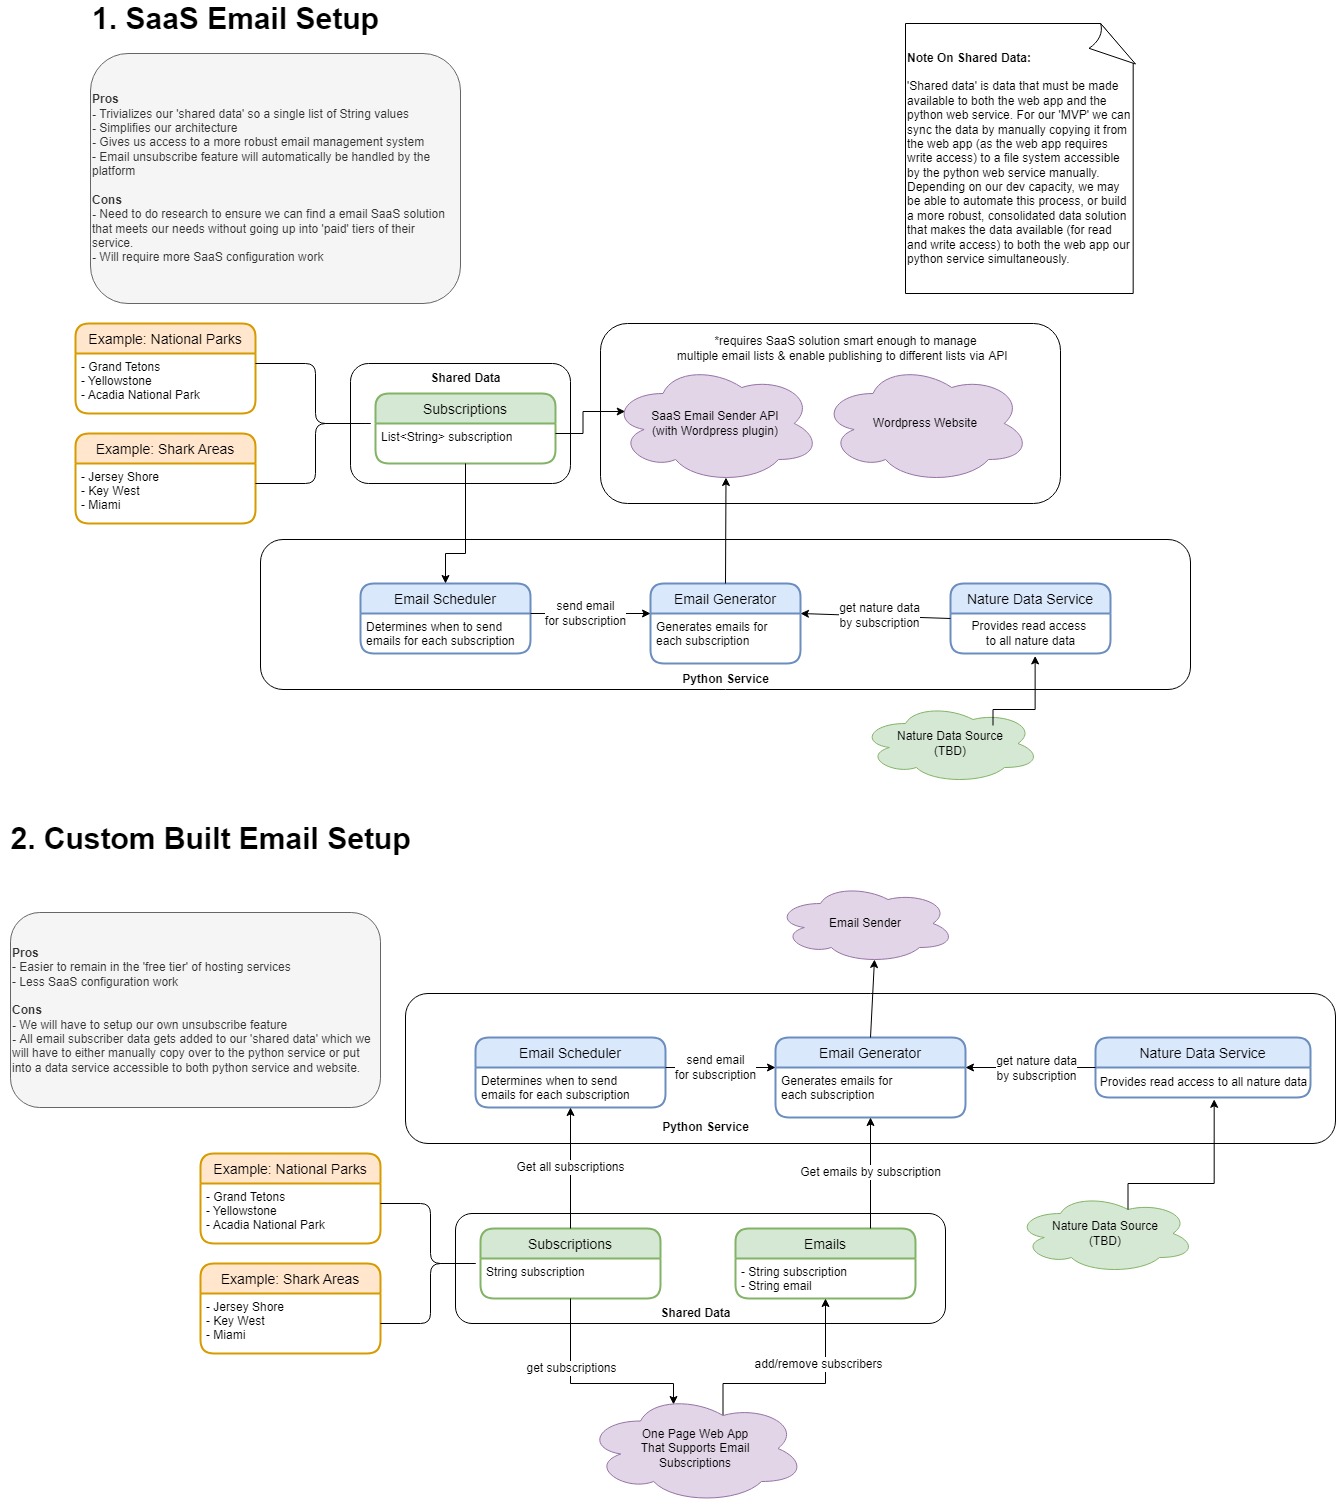 1. SaaS Email Setup
Pros
- Trivializes our 'shared data' so a single list of String values
- Simplifies our architecture
- Gives us access to a more robust email management system
- Email unsubscribe feature will automatically be handled by the
platform
Cons
- Need to do research to ensure we can find a email SaaS solution
that meets our needs without going up into 'paid' tiers of their
service.
- Will require more SaaS configuration work
Note On Shared Data:
'Shared data' is data that must be made
available to both the web app and the
python web service. For our 'MVP' we can
sync the data by manually copying it from
the web app (as the web app requires
write access) to a file system accessible
by the python web service manually.
Depending on our dev capacity, we may
be able to automate this process, or build
a more robust, consolidated data solution
that makes the data available (for read
and write access) to both the web app our
python service simultaneously.
Example: National Parks
- Grand Tetons
- Yellowstone
- Acadia National Park
Example: Shark Areas
- Jersey Shore
- Key West
- Miami
Shared Data
Subscriptions
List<String> subscription
*requires SaaS solution smart enough to manage
multiple email lists & enable publishing to different lists via API
SaaS Email Sender API
(with Wordpress plugin)
Wordpress Website
Email Scheduler
Determines when to send
emails for each subscription
send email
for subscription
Email Generator
Generates emails for
each subscription
get nature data
by subscription
Nature Data Service
Provides read access
to all nature data
Python Service
Nature Data Source
(TBD)
2. Custom Built Email Setup
Pros
- Easier to remain in the 'free tier' of hosting services
- Less SaaS configuration work
Cons
- We will have to setup our own unsubscribe feature
- All email subscriber data gets added to our 'shared data' which we
will have to either manually copy over to the python service or put
into a data service accessible to both python service and website.
Email Sender
Email Scheduler
Determines when to send
emails for each subscription
send email
for subscription
Email Generator
Generates emails for
each subscription
get nature data
by subscription
Nature Data Service
Provides read access to all nature data
Python Service
Get all subscriptions
Get emails by subscription
Example: National Parks
- Grand Tetons
- Yellowstone
- Acadia National Park
Example: Shark Areas
- Jersey Shore
- Key West
- Miami
Subscriptions
String subscription
Emails
- String subscription
- String email
Shared Data
Nature Data Source
(TBD)
get subscriptions
add/remove subscribers
One Page Web App
That Supports Email
Subscriptions